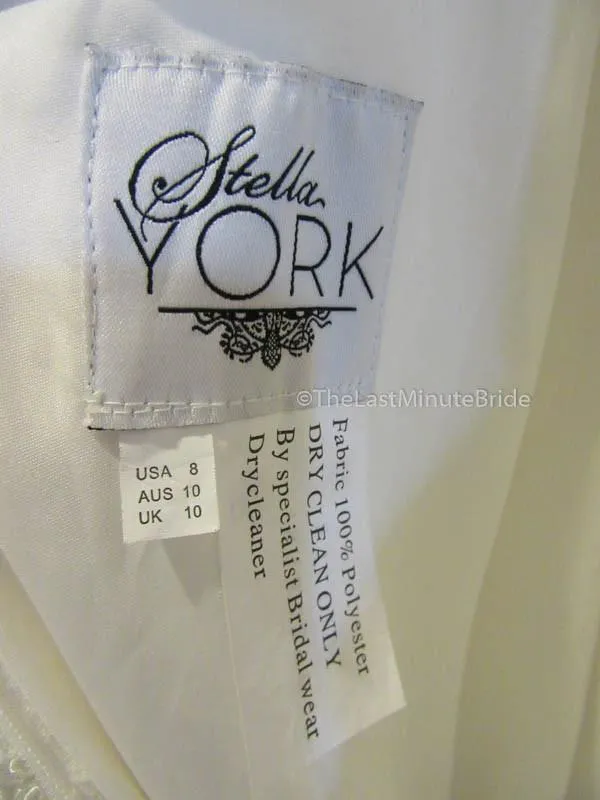 Stella
YORK
©TheLastMinuteBride
USA 8
AUS 10
UK 10
Fabric 100% Polyester
DRY CLEAN ONLY
By specialist Bridal wear
Drycleaner